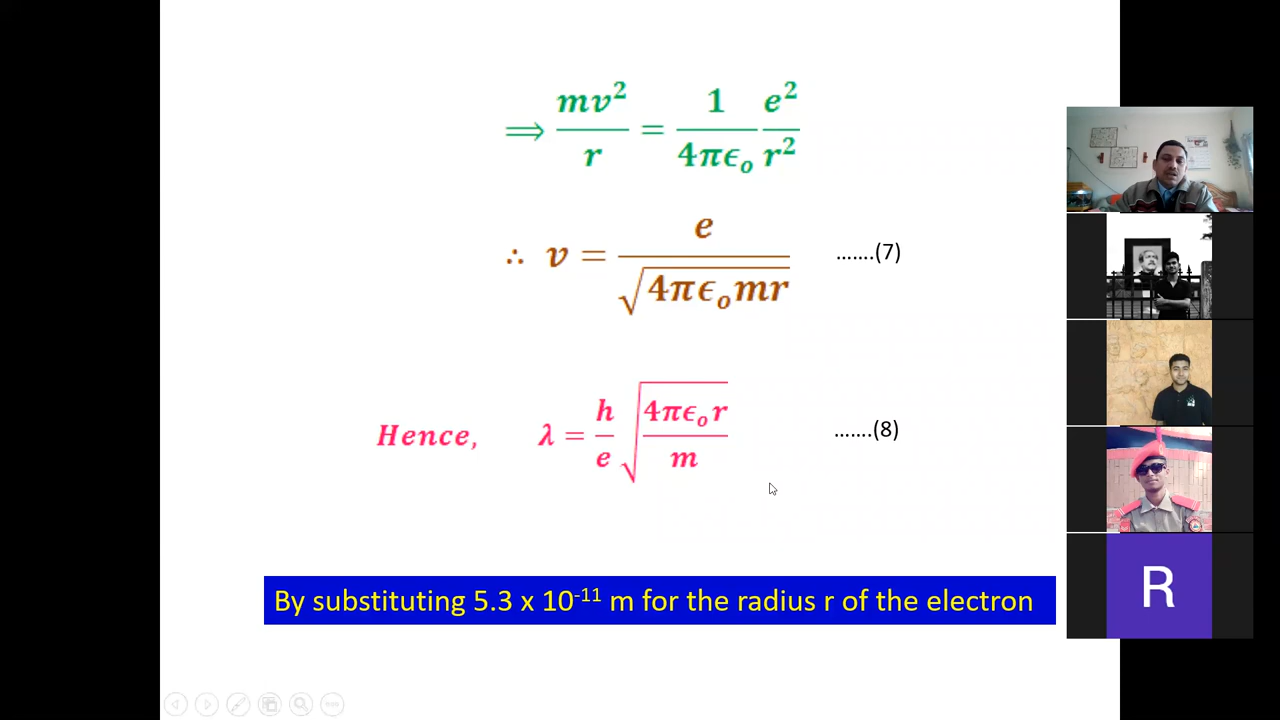 ⟹ mv²/r = 1/4πϵₒ e²/r²
∴ v = e/√(4πϵₒmr) …….(7)
Hence, λ = h/e √(4πϵₒr/m) …….(8)
By substituting 5.3 x 10⁻¹¹ m for the radius r of the electron
R